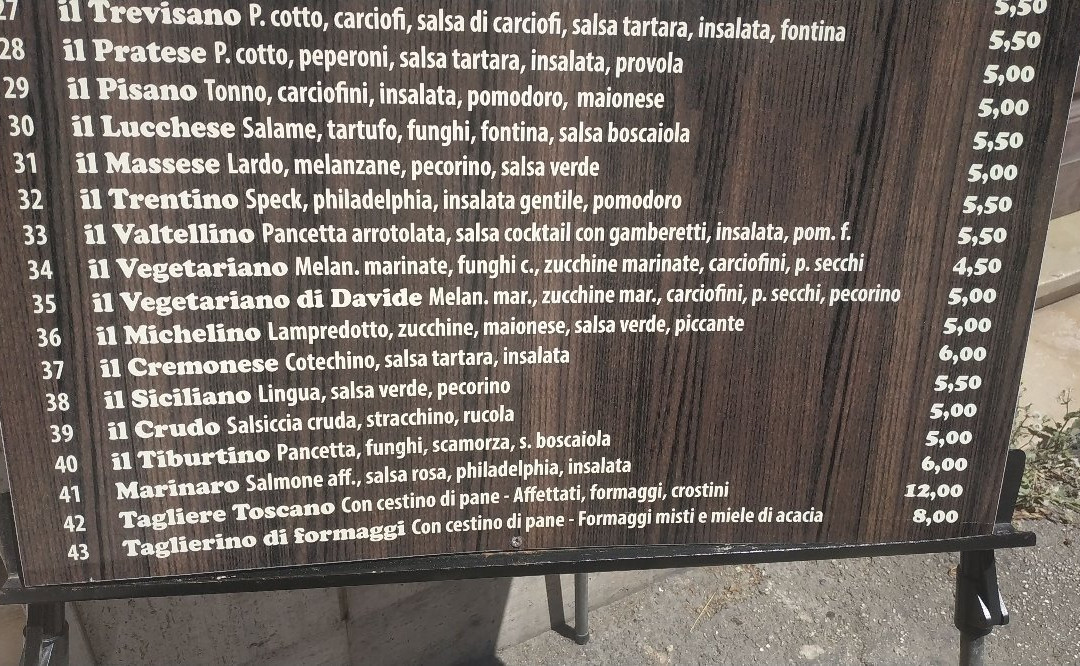 5,50
27 il Trevisano P. cotto, carciofi, salsa di carciofi, salsa tartara, insalata, fontina 5,50
28 il Pratese P. cotto, peperoni, salsa tartara, insalata, provola 5,00
29 il Pisano Tonno, carciofini, insalata, pomodoro, maionese 5,00
30 il Lucchese Salame, tartufo, funghi, fontina, salsa boscaiola 5,50
31 il Massese Lardo, melanzane, pecorino, salsa verde 5,00
32 il Trentino Speck, philadelphia, insalata gentile, pomodoro 5,50
33 il Valtellino Pancetta arrotolata, salsa cocktail con gamberetti, insalata, pom. f. 5,50
34 il Vegetariano Melan. marinate, funghi c., zucchine marinate, carciofini, p. secchi 4,50
35 il Vegetariano di Davide Melan. mar., zucchine mar., carciofini, p. secchi, pecorino 5,00
36 il Michelino Lampredotto, zucchine, maionese, salsa verde, piccante 5,00
37 il Cremonese Cotechino, salsa tartara, insalata 6,00
38 il Siciliano Lingua, salsa verde, pecorino 5,50
39 il Crudo Salsiccia cruda, stracchino, rucola 5,00
40 il Tiburtino Pancetta, funghi, scamorza, s. boscaiola 5,00
41 Marinaro Salmone aff., salsa rosa, philadelphia, insalata 6,00
42 Tagliere Toscano Con cestino di pane - Affettati, formaggi, crostini 12,00
43 Taglierino di formaggi Con cestino di pane - Formaggi misti e miele di acacia 8,00